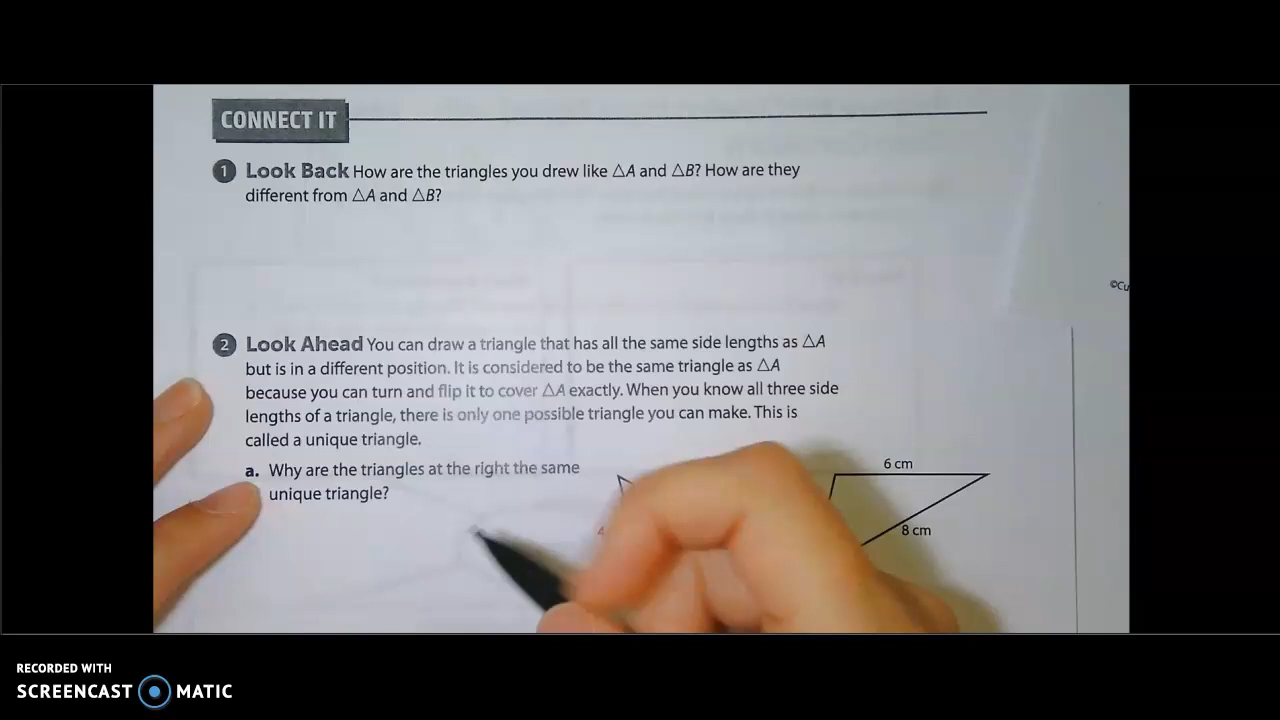 CONNECT IT
1 Look Back How are the triangles you drew like △A and △B? How are they
different from △A and △B?
©Cu
2 Look Ahead You can draw a triangle that has all the same side lengths as △A
but is in a different position. It is considered to be the same triangle as △A
because you can turn and flip it to cover △A exactly. When you know all three side
lengths of a triangle, there is only one possible triangle you can make. This is
called a unique triangle.
a. Why are the triangles at the right the same
unique triangle?
6 cm
4
8 cm
RECORDED WITH
SCREENCAST MATIC